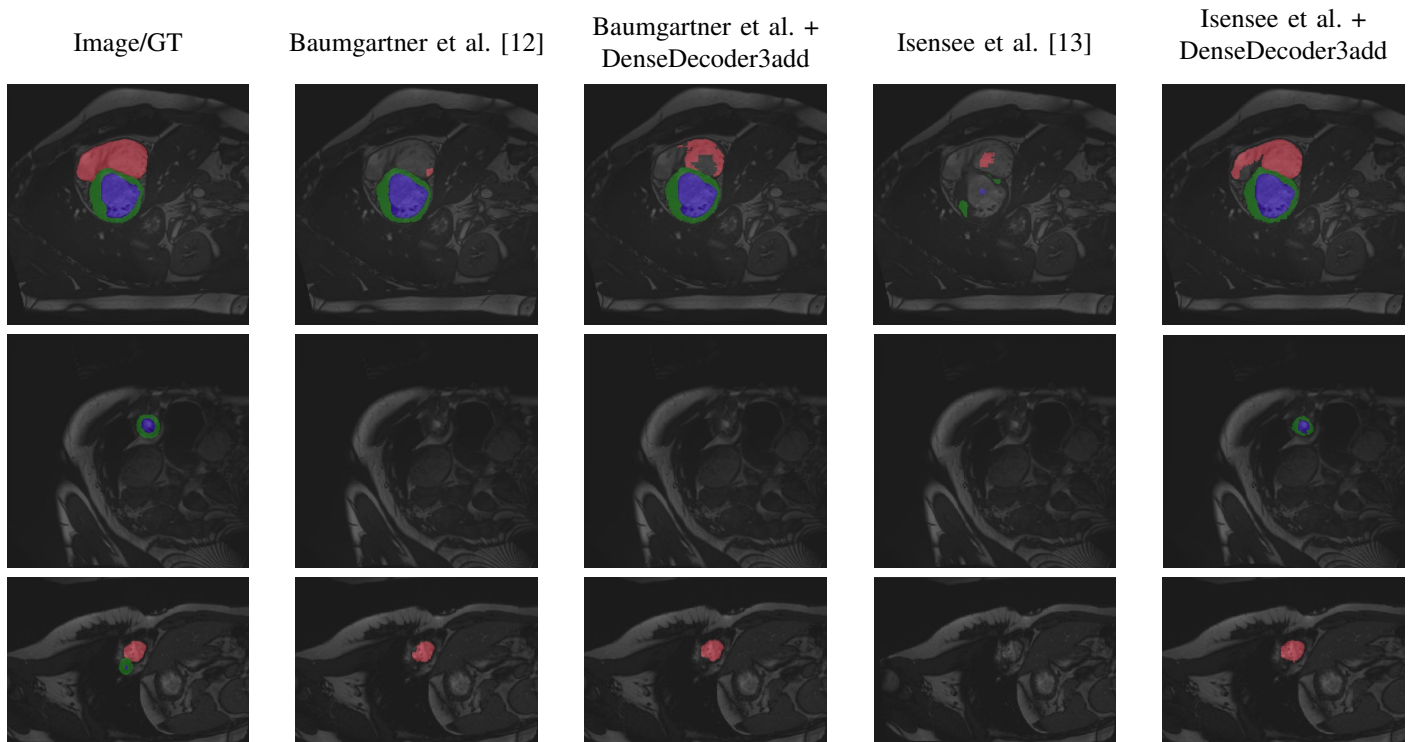 Image/GT
Baumgartner et al. [12]
Baumgartner et al. +
DenseDecoder3add
Isensee et al. [13]
Isensee et al. +
DenseDecoder3add